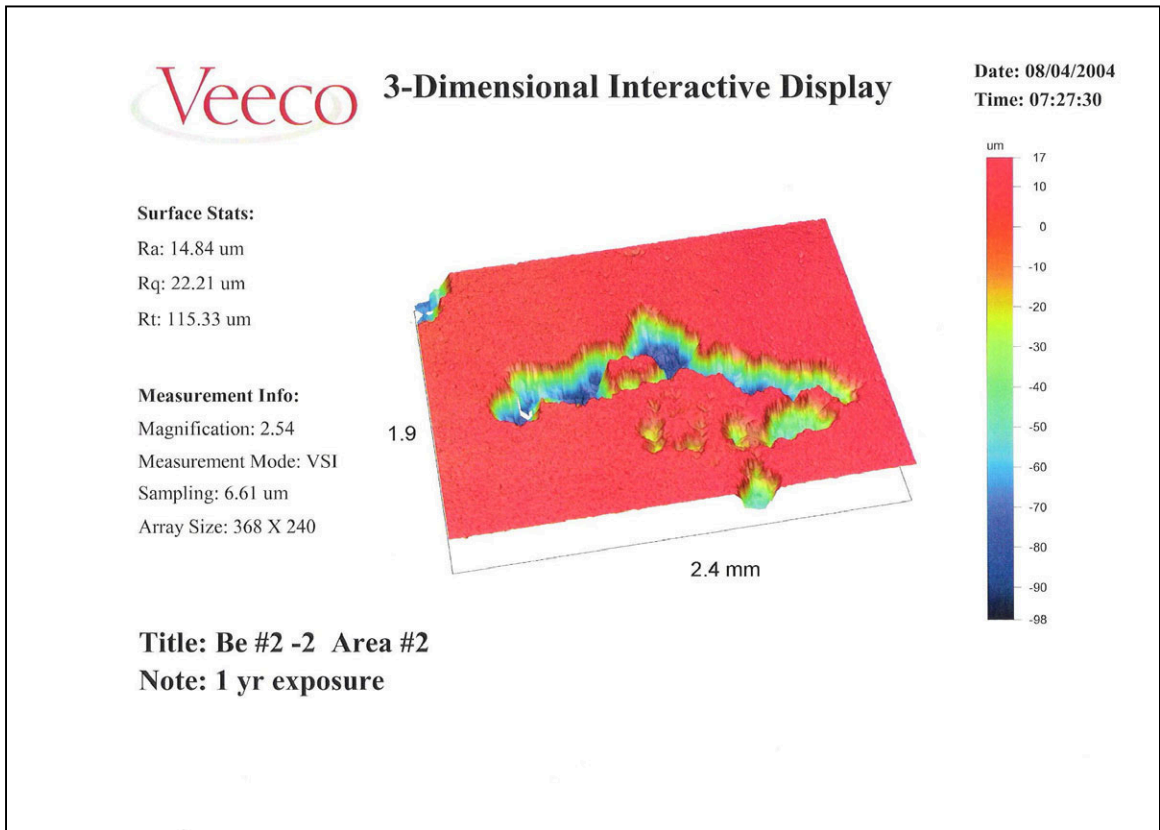 Veeco
3-Dimensional Interactive Display
Date: 08/04/2004
Time: 07:27:30
Surface Stats:
Ra: 14.84 um
Rq: 22.21 um
Rt: 115.33 um
Measurement Info:
Magnification: 2.54
Measurement Mode: VSI
Sampling: 6.61 um
Array Size: 368 X 240
um
17
10
0
-10
-20
-30
-40
-50
-60
-70
-80
-90
-98
1.9
2.4 mm
Title: Be #2 -2 Area #2
Note: 1 yr exposure